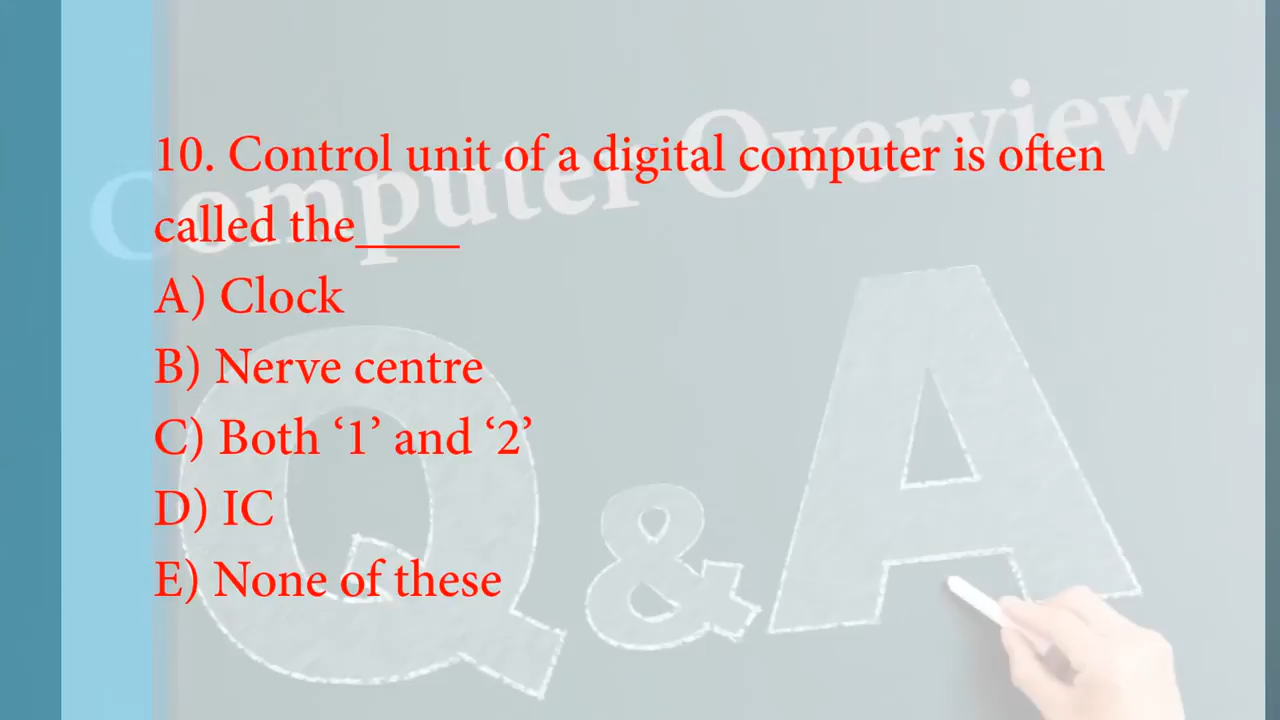 Computer Overview
10. Control unit of a digital computer is often
called the____
A) Clock
B) Nerve centre
C) Both ‘1’ and ‘2’
D) IC
E) None of these
Q & A